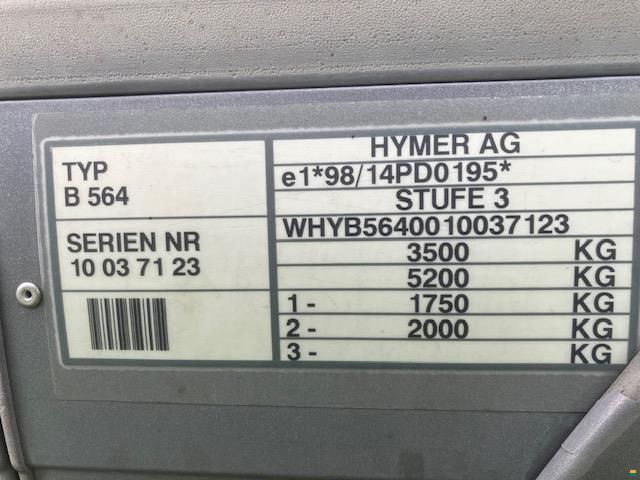 TYP
B 564
SERIEN NR
10 03 71 23
HYMER AG
e1*98/14PD0195*
STUFE 3
WHYB5640010037123
3500 KG
5200 KG
1 - 1750 KG
2 - 2000 KG
3 - KG